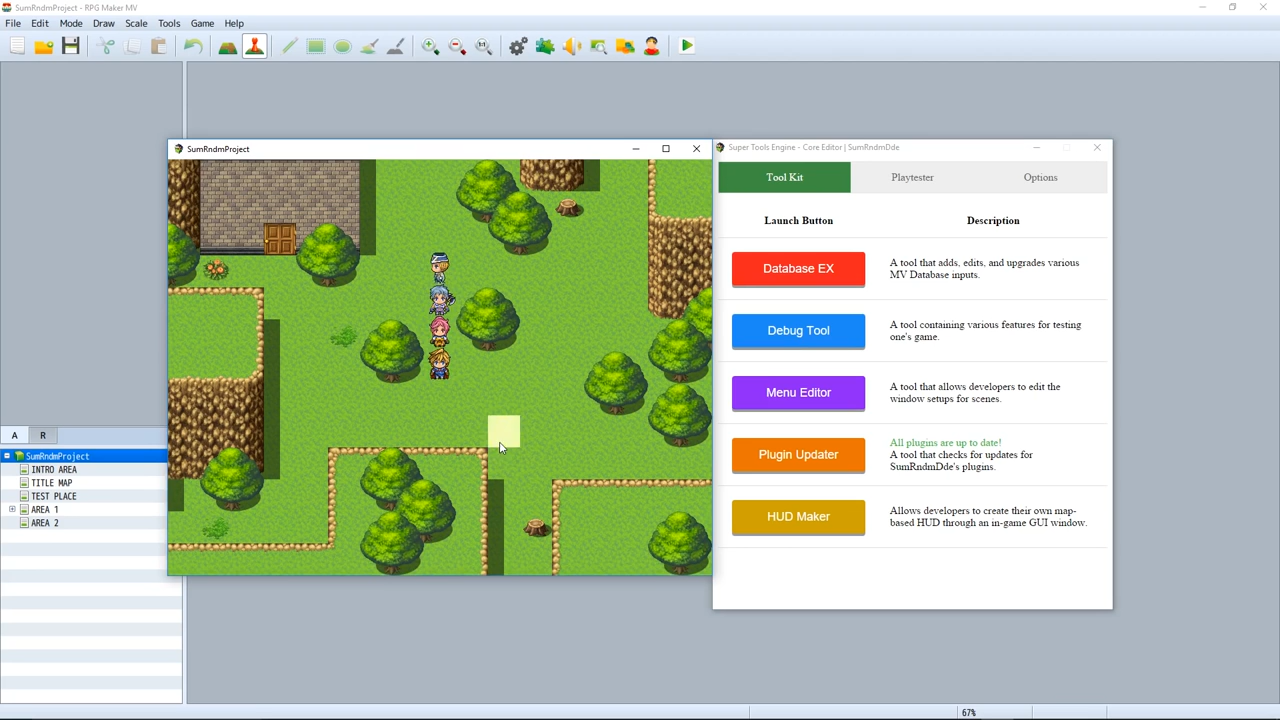 SumRndmProject - RPG Maker MV
File Edit Mode Draw Scale Tools Game Help
SumRndmProject
Super Tools Engine - Core Editor | SumRndmDde
Tool Kit Playtester Options
Launch Button Description
Database EX
A tool that adds, edits, and upgrades various
MV Database inputs.
Debug Tool
A tool containing various features for testing
one's game.
Menu Editor
A tool that allows developers to edit the
window setups for scenes.
Plugin Updater
All plugins are up to date!
A tool that checks for updates for
SumRndmDde's plugins.
HUD Maker
Allows developers to create their own map-
based HUD through an in-game GUI window.
A R
SumRndmProject
INTRO AREA
TITLE MAP
TEST PLACE
AREA 1
AREA 2
67%